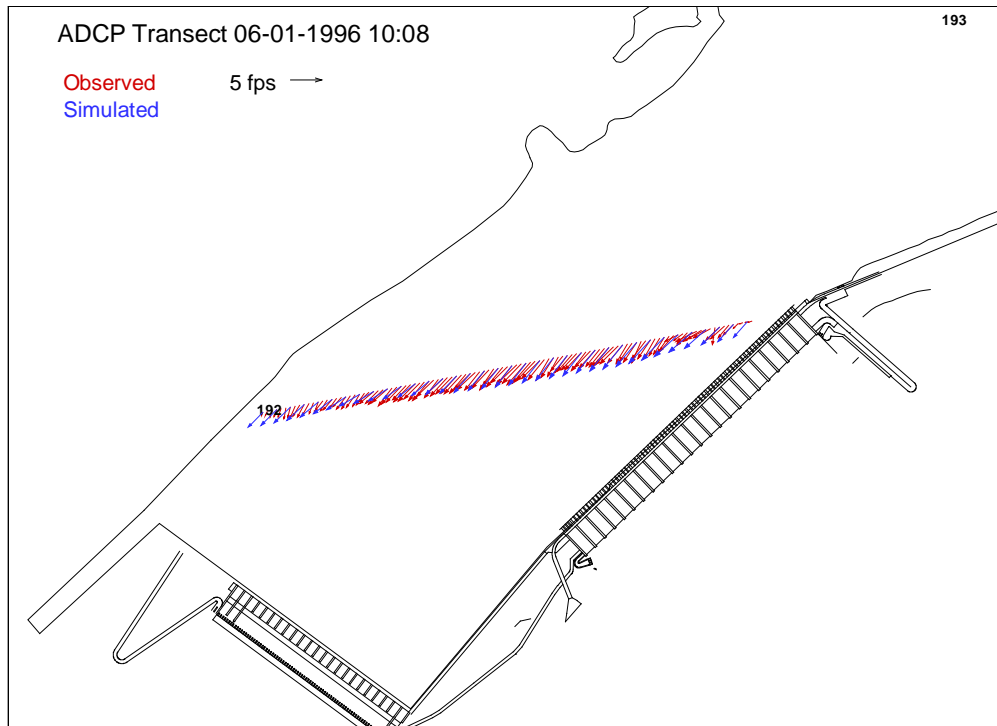 193
ADCP Transect 06-01-1996 10:08
Observed 5 fps
Simulated
192